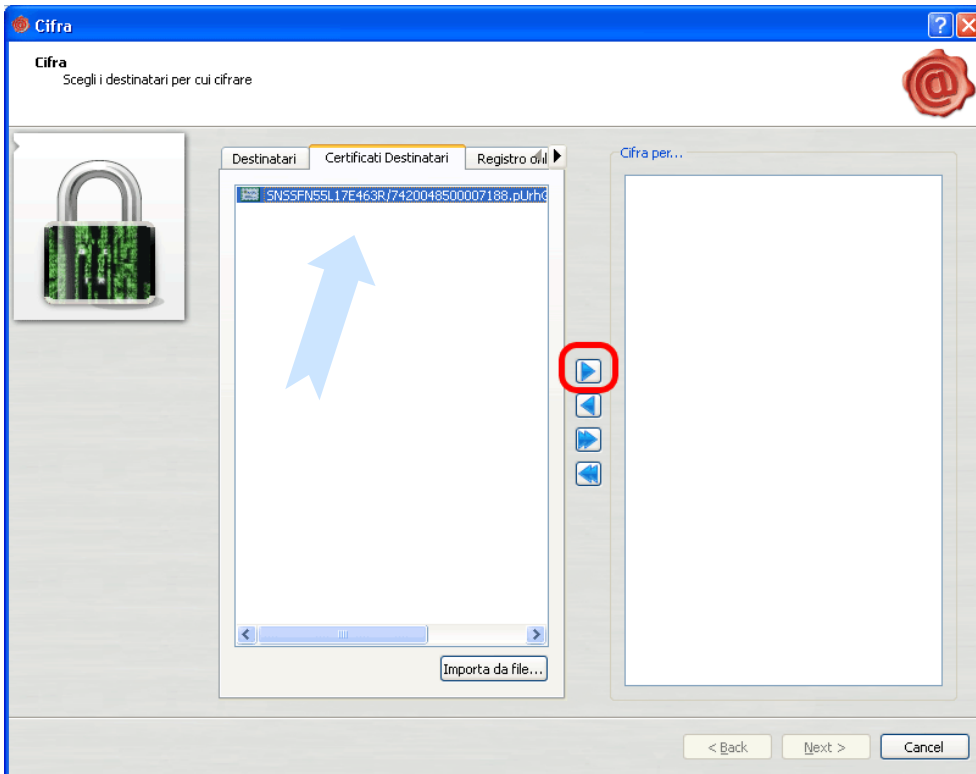 Cifra
Cifra
Scegli i destinatari per cui cifrare
Destinatari
Certificati Destinatari
Registro
SNSSFN55L17E463R/7420048500007188.pUrh
Importa da file...
Cifra per...
< Back
Next >
Cancel